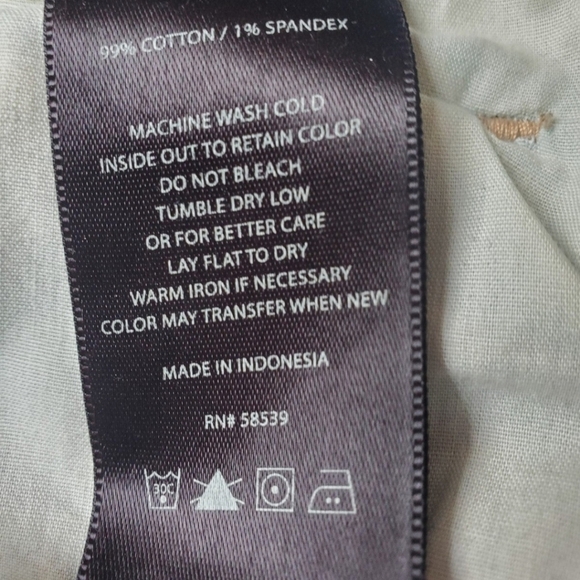 99% COTTON / 1% SPANDEX
MACHINE WASH COLD
INSIDE OUT TO RETAIN COLOR
DO NOT BLEACH
TUMBLE DRY LOW
OR FOR BETTER CARE
LAY FLAT TO DRY
WARM IRON IF NECESSARY
COLOR MAY TRANSFER WHEN NEW
MADE IN INDONESIA
RN# 58539
30C